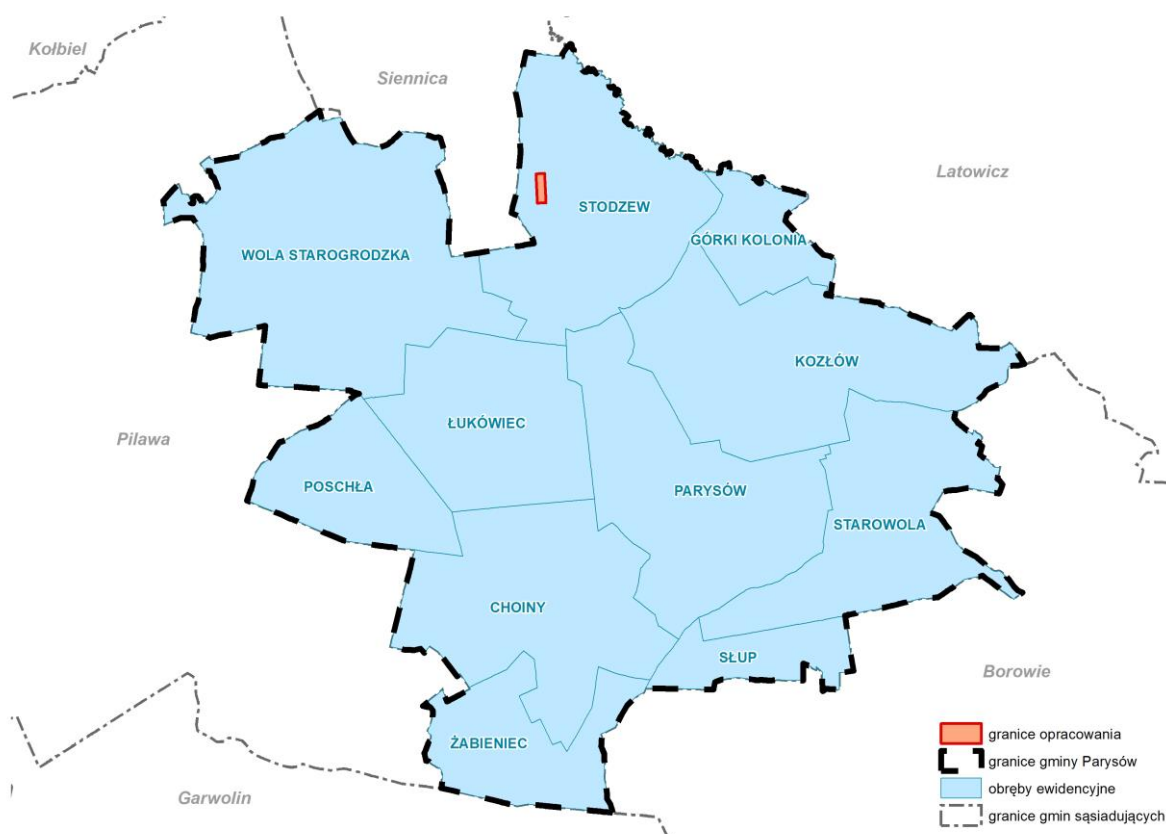 Kołbiel
Siennica
Latowicz
STODZEW
GÓRKI KOLONIA
WOLA STAROGRODZKA
KOZŁÓW
ŁUKÓWIEC
Pilawa
POSCHŁA
PARYSÓW
STAROWOLA
CHOINY
SŁUP
Borowie
ŻABIENIEC
Garwolin
granice opracowania
granice gminy Parysów
obręby ewidencyjne
granice gmin sąsiadujących